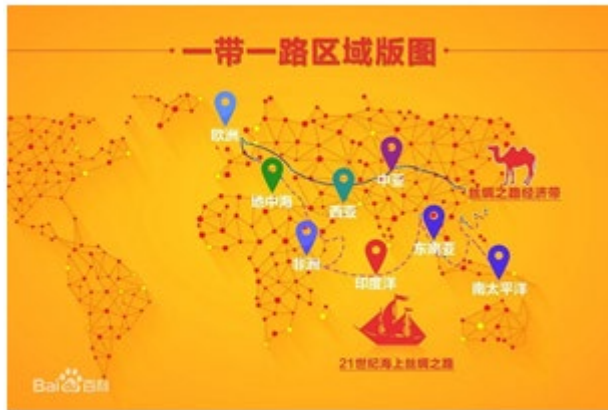 一带一路区域版图
欧洲
中亚
地中海
西亚
丝绸之路经济带
非洲
印度洋
东南亚
南太平洋
21世纪海上丝绸之路
Bai百科